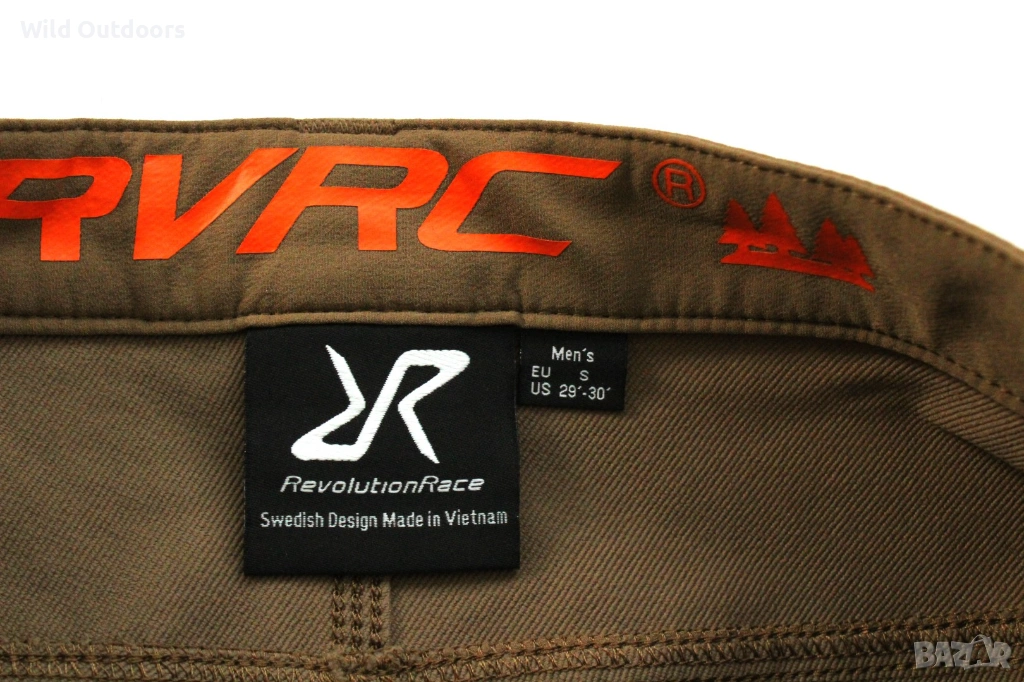 Wild Outdoors
RVRC®
Men's
EU S
US 29'-30'
RevolutionRace
Swedish Design Made in Vietnam
BAZAR